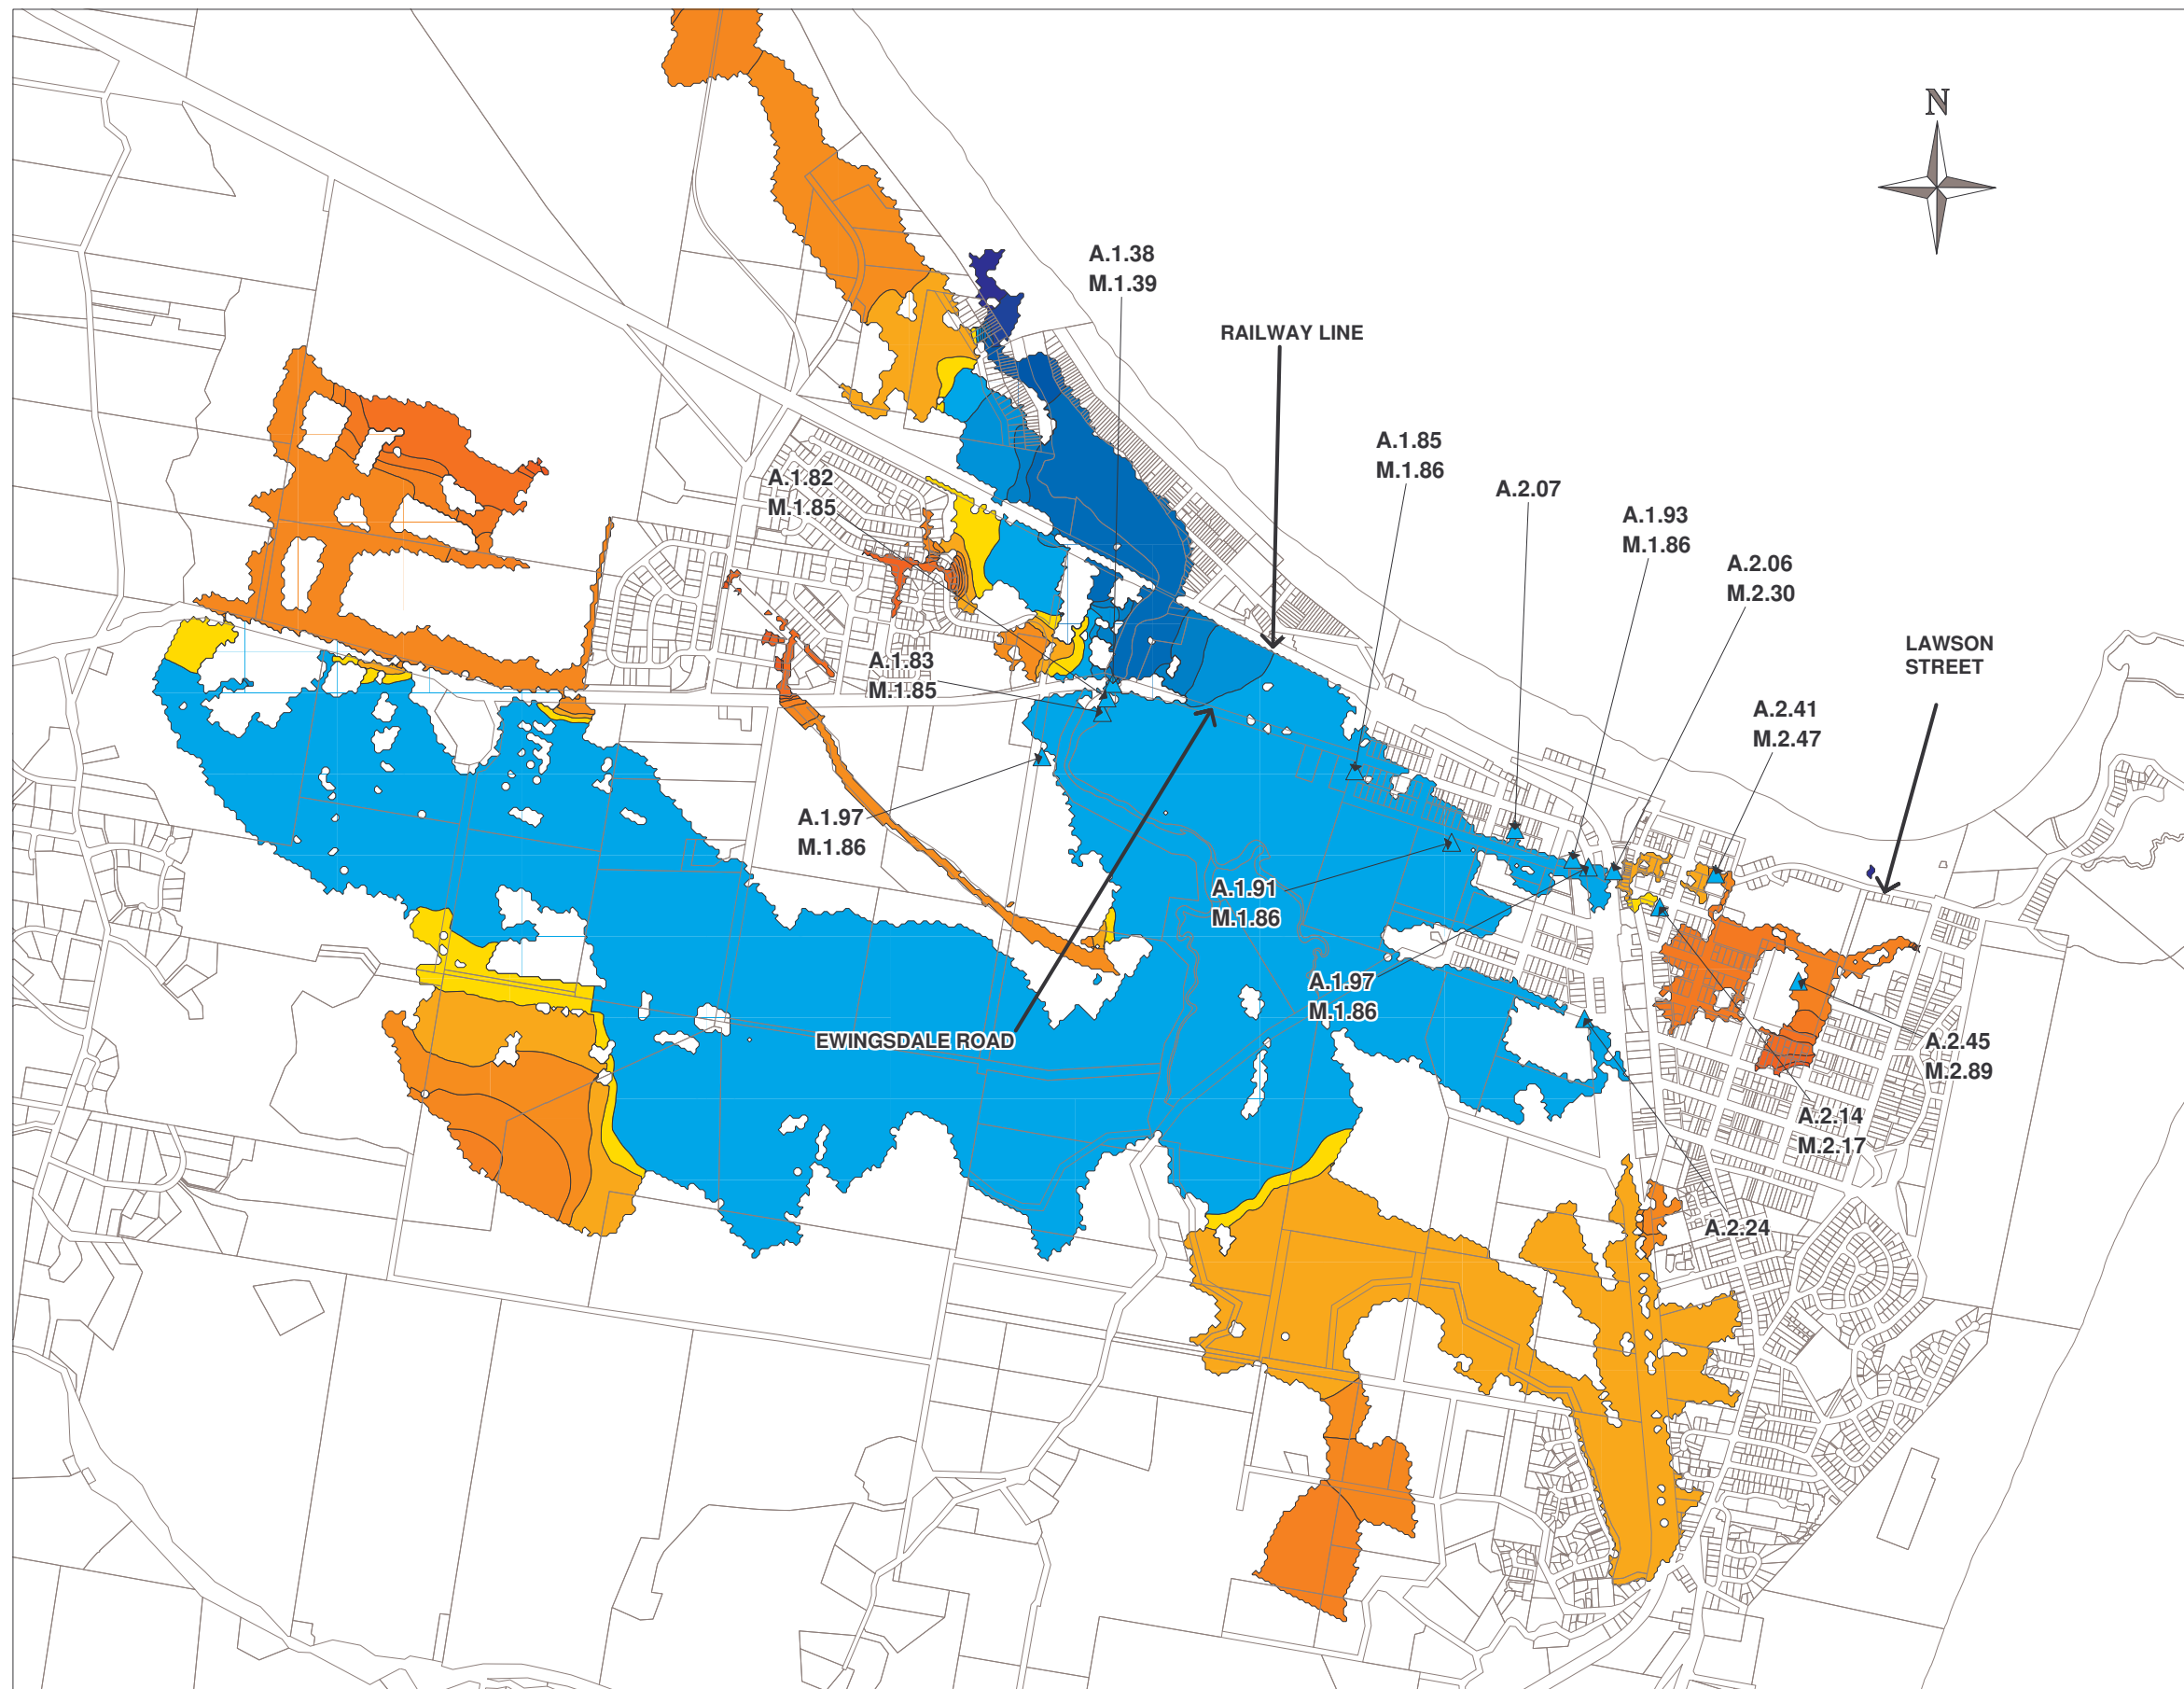 N
A.1.38
M.1.39
RAILWAY LINE
A.1.85
M.1.86
A.1.82
M.1.85
A.2.07
A.1.93
M.1.86
A.2.06
M.2.30
LAWSON
STREET
A.1.83
M.1.85
A.2.41
M.2.47
A.1.97
M.1.86
A.1.91
M.1.86
A.1.97
M.1.86
EWINGSDALE ROAD
A.2.45
M.2.89
A.2.14
M.2.17
A.2.24